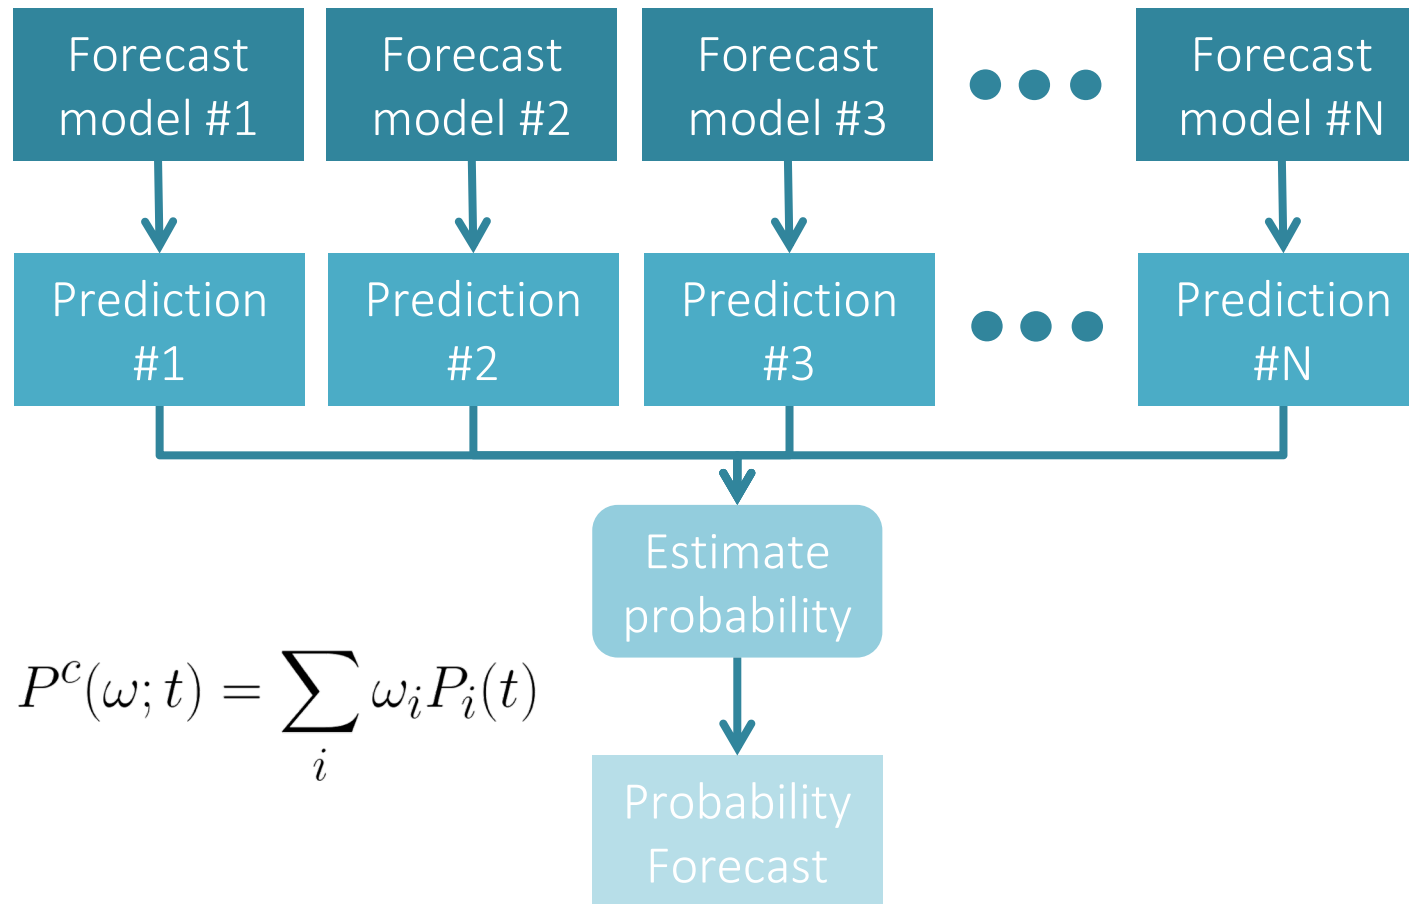 Forecast
model #1
Forecast
model #2
Forecast
model #3
Forecast
model #N
Prediction
#1
Prediction
#2
Prediction
#3
Prediction
#N
Estimate
probability
P^c(ω; t) = ∑_i ω_i P_i(t)
Probability
Forecast